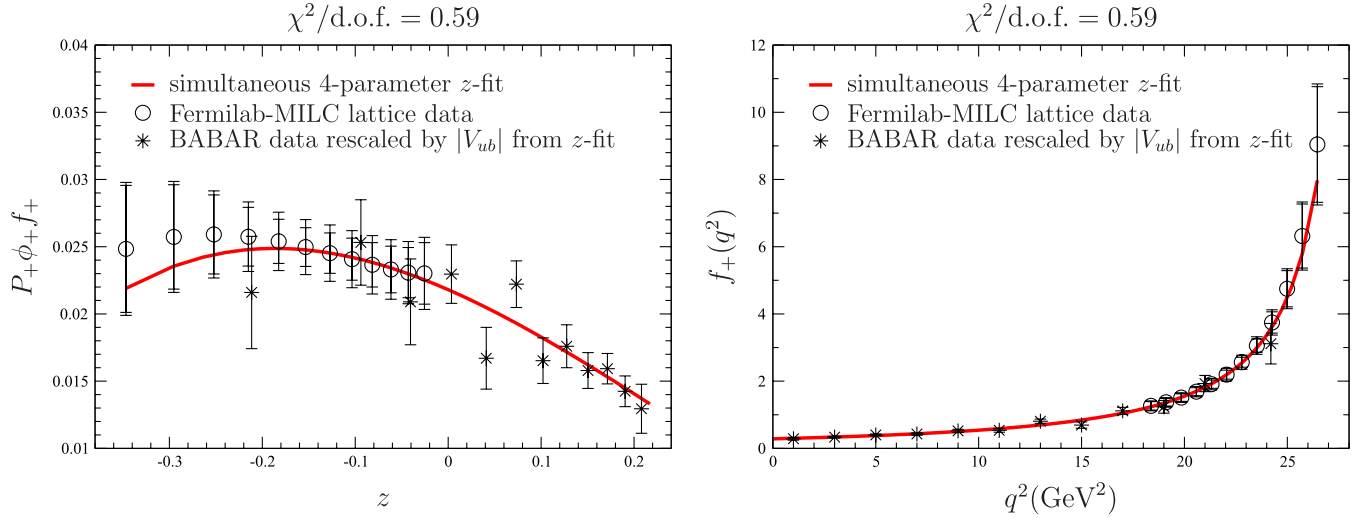 χ²/d.o.f. = 0.59
0.04
0.03
0.025
0.02
0.015
0.01
P₊ϕ₊f₊
simultaneous 4-parameter z-fit
Fermilab-MILC lattice data
BABAR data rescaled by |V_ub| from z-fit
-0.3 -0.2 -0.1 0 0.1 0.2
z
χ²/d.o.f. = 0.59
12
10
8
6
4
2
0
f₊(q²)
simultaneous 4-parameter z-fit
Fermilab-MILC lattice data
BABAR data rescaled by |V_ub| from z-fit
0 5 10 15 20 25
q²(GeV²)